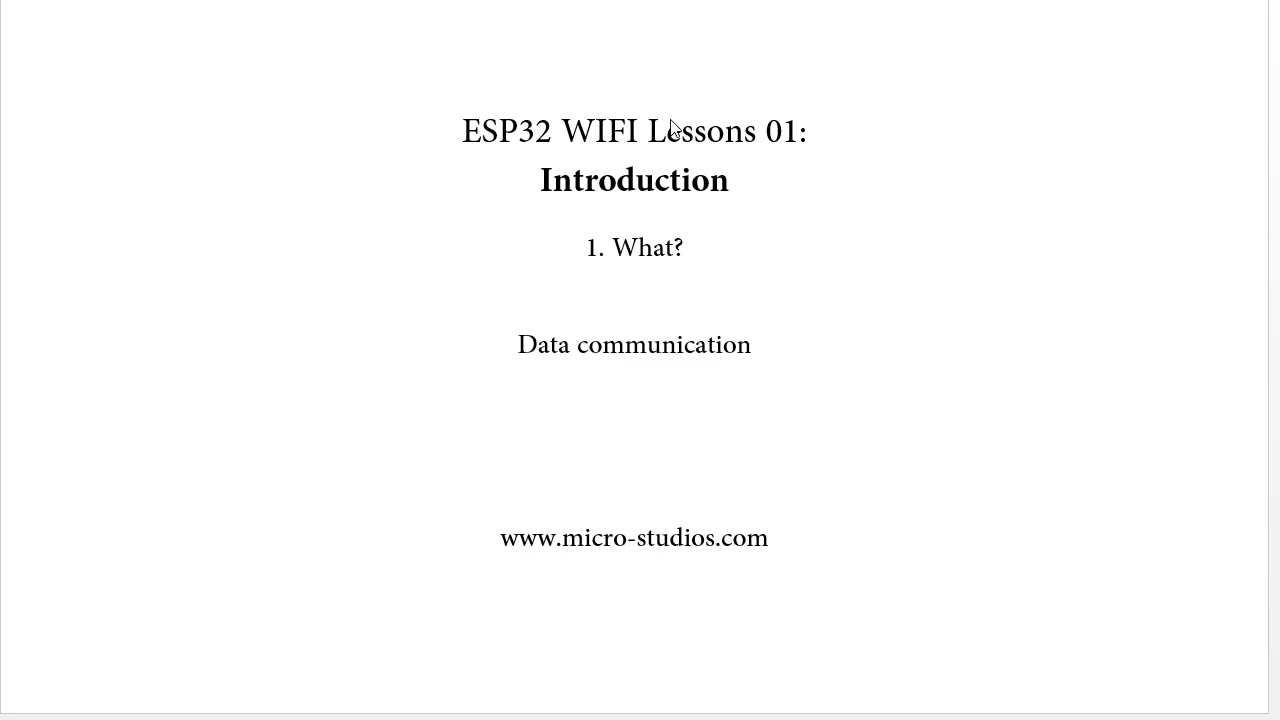 ESP32 WIFI Lessons 01:
Introduction
1. What?
Data communication
www.micro-studios.com